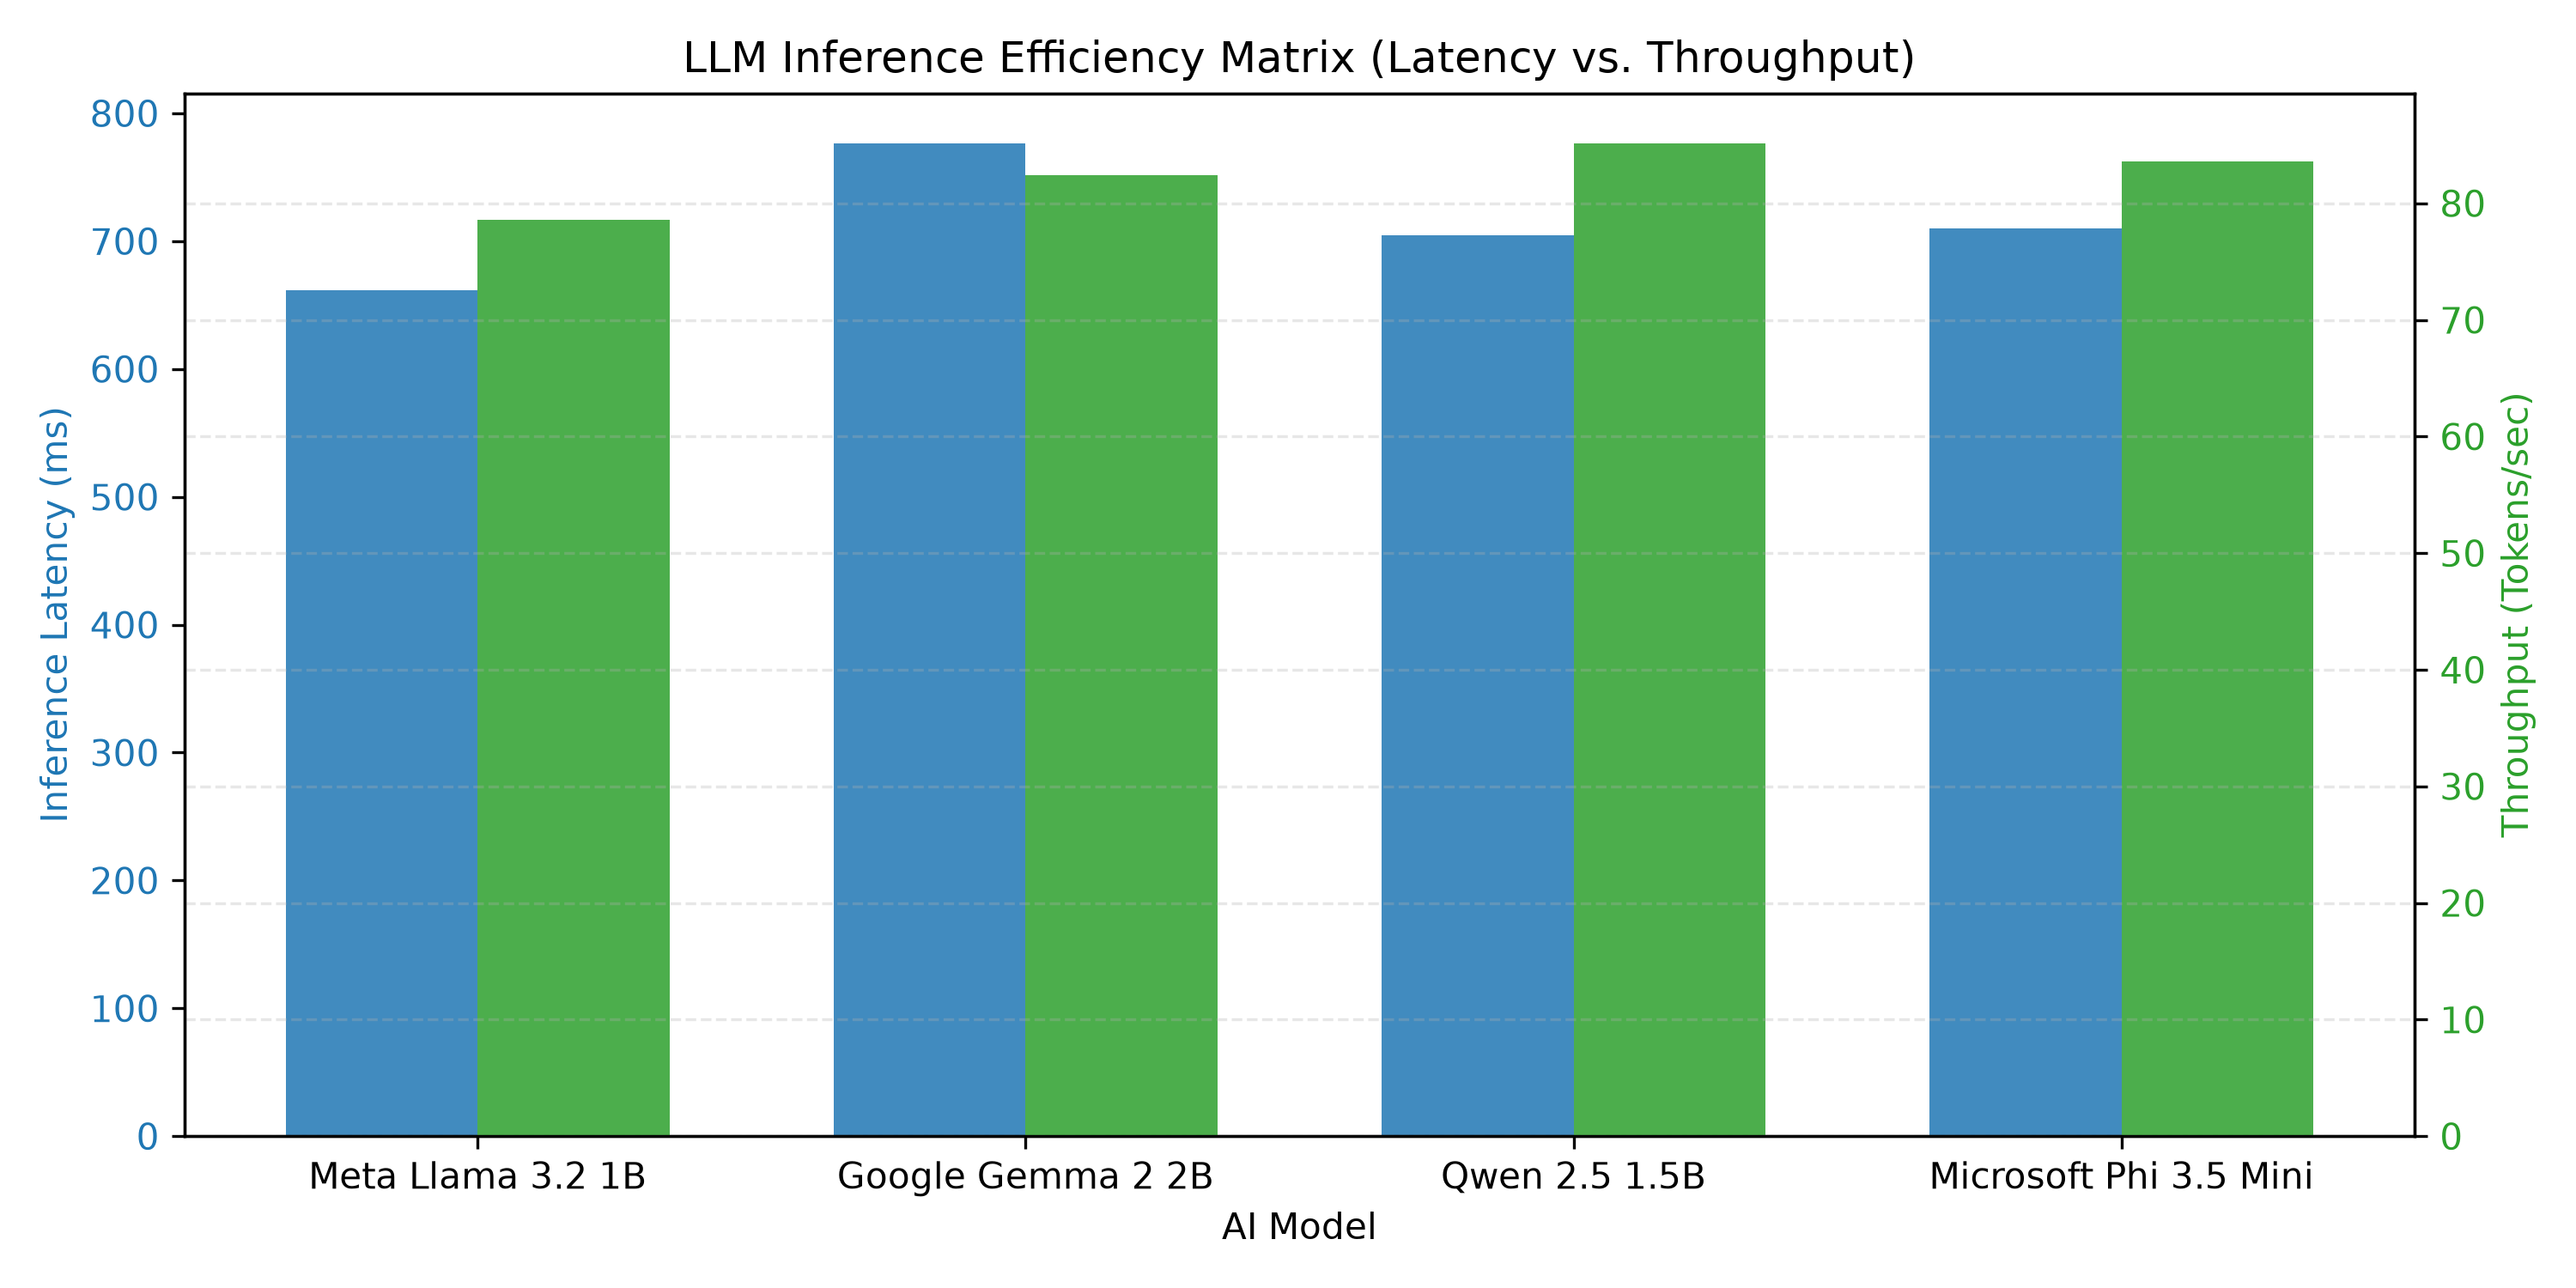 LLM Inference Efficiency Matrix (Latency vs. Throughput)
Inference Latency (ms)
800
700
600
500
400
300
200
100
0
80
70
60
50
40
30
20
10
0
Throughput (Tokens/sec)
Meta Llama 3.2 1B
Google Gemma 2 2B
Qwen 2.5 1.5B
Microsoft Phi 3.5 Mini
AI Model